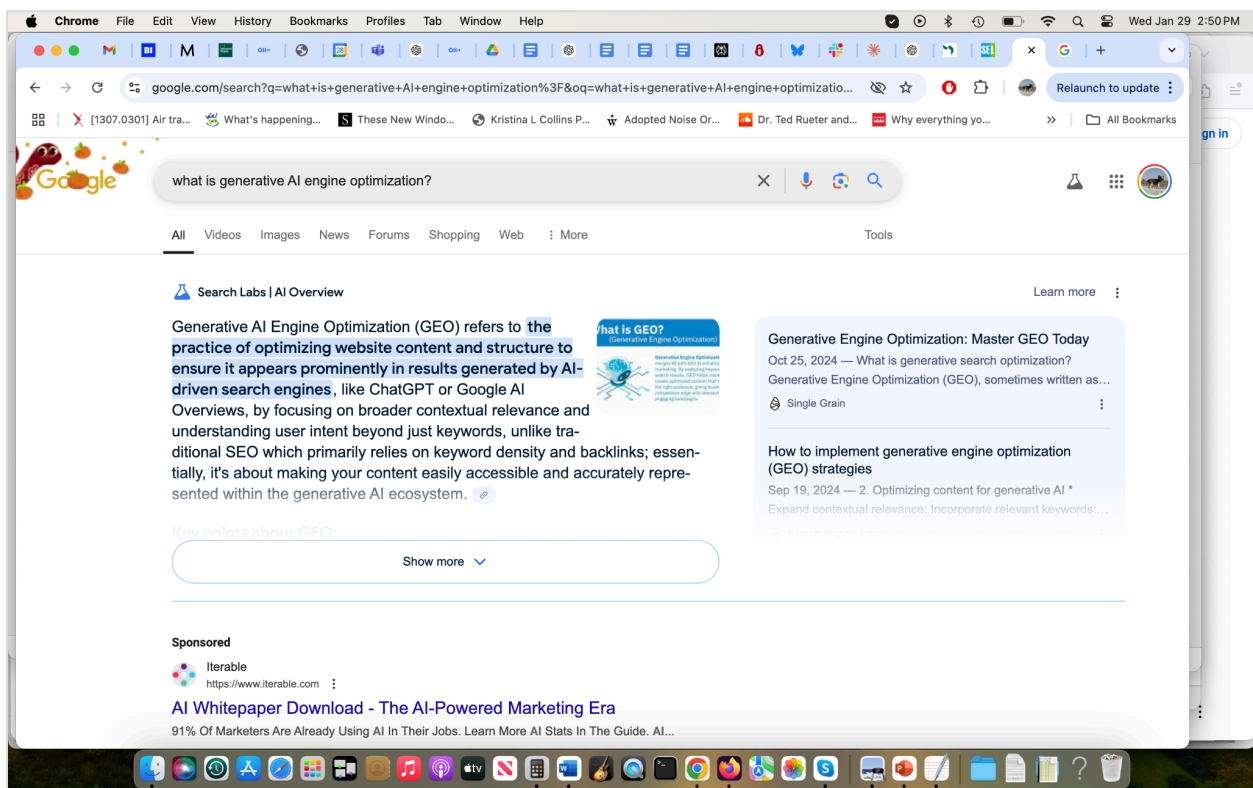 Chrome File Edit View History Bookmarks Profiles Tab Window Help Wed Jan 29 2:50 PM
google.com/search?q=what+is+generative+AI+engine+optimization%3F&oq=what+is+generative+AI+engine+optimizatio...
Relaunch to update
[1307.0301] Air tra... What's happening... These New Windo... Kristina L Collins P... Adopted Noise Or... Dr. Ted Rueter and... Why everything yo... » All Bookmarks
gn in
Google
what is generative AI engine optimization?
All Videos Images News Forums Shopping Web More Tools
Search Labs | AI Overview
Learn more
Generative AI Engine Optimization (GEO) refers to the
practice of optimizing website content and structure to
ensure it appears prominently in results generated by AI-
driven search engines, like ChatGPT or Google AI
Overviews, by focusing on broader contextual relevance and
understanding user intent beyond just keywords, unlike tra-
ditional SEO which primarily relies on keyword density and backlinks; essen-
tially, it's about making your content easily accessible and accurately repre-
sented within the generative AI ecosystem.
Key points about GEO:
Show more
hat is GEO?
(Generative Engine Optimization)
Generative Engine Optimization: Master GEO Today
Oct 25, 2024 — What is generative search optimization?
Generative Engine Optimization (GEO), sometimes written as...
Single Grain
How to implement generative engine optimization
(GEO) strategies
Sep 19, 2024 — 2. Optimizing content for generative AI *
Expand contextual relevance: Incorporate relevant keywords:...
Sponsored
Iterable
https://www.iterable.com
AI Whitepaper Download - The AI-Powered Marketing Era
91% Of Marketers Are Already Using AI In Their Jobs. Learn More AI Stats In The Guide. AI...